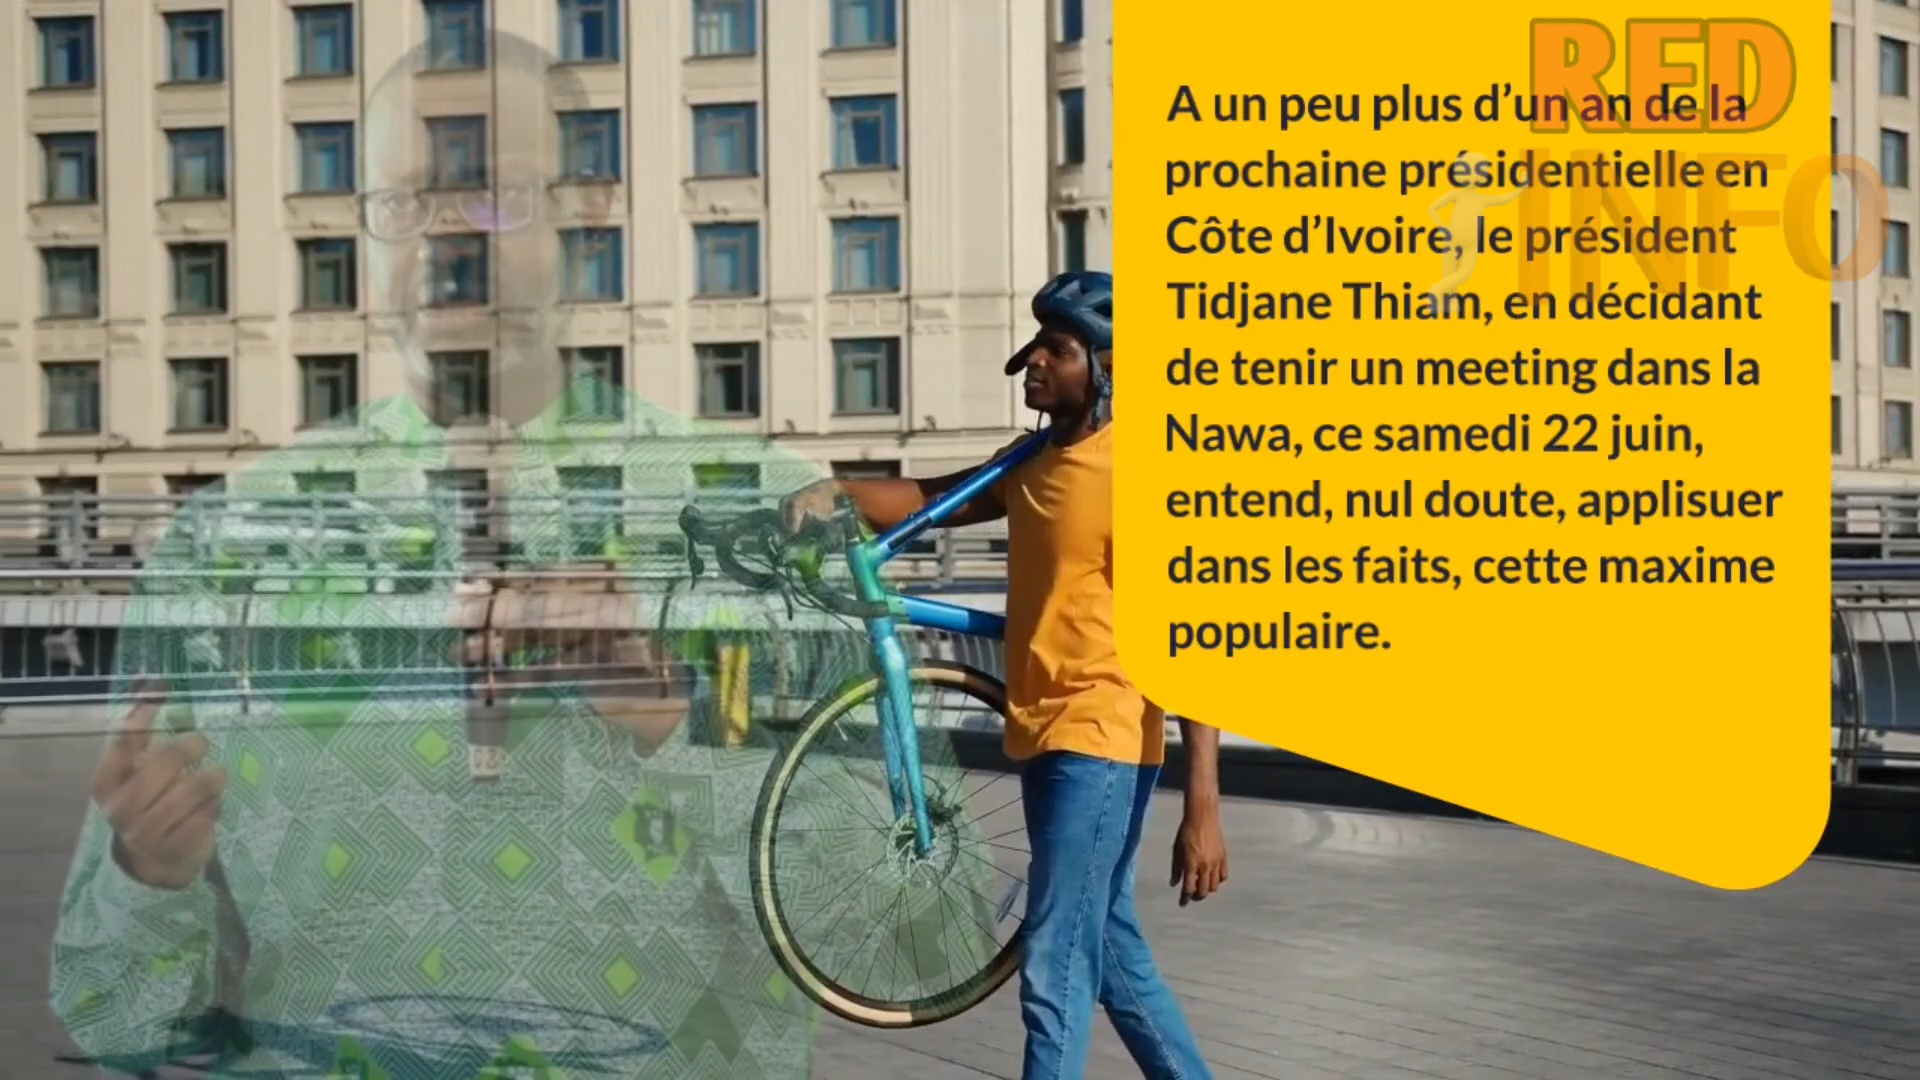 RED
INFO
A un peu plus d’un an de la
prochaine présidentielle en
Côte d’Ivoire, le président
Tidjane Thiam, en décidant
de tenir un meeting dans la
Nawa, ce samedi 22 juin,
entend, nul doute, applisuer
dans les faits, cette maxime
populaire.